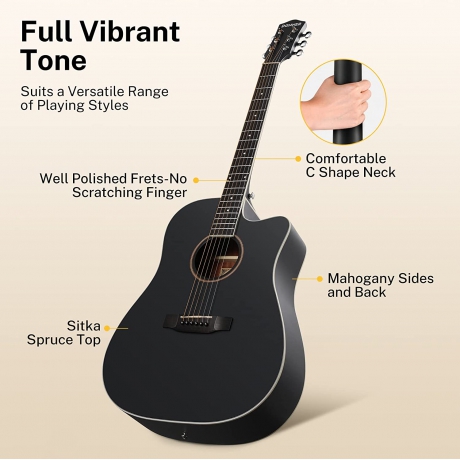 Full Vibrant
Tone
Suits a Versatile Range
of Playing Styles
DONNER
Comfortable
C Shape Neck
Well Polished Frets-No
Scratching Finger
Mahogany Sides
and Back
Sitka
Spruce Top